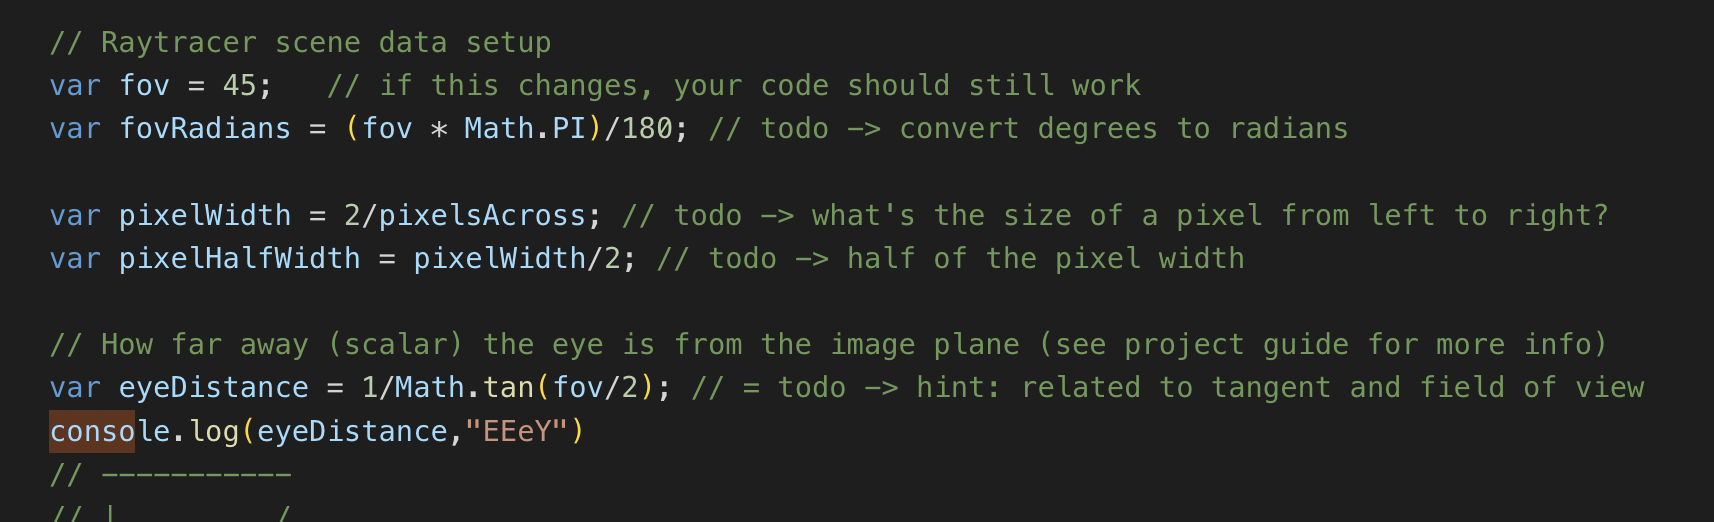 // Raytracer scene data setup
var fov = 45;   // if this changes, your code should still work
var fovRadians = (fov * Math.PI)/180; // todo -> convert degrees to radians
var pixelWidth = 2/pixelsAcross; // todo -> what's the size of a pixel from left to right?
var pixelHalfWidth = pixelWidth/2; // todo -> half of the pixel width
// How far away (scalar) the eye is from the image plane (see project guide for more info)
var eyeDistance = 1/Math.tan(fov/2); // = todo -> hint: related to tangent and field of view
console.log(eyeDistance,"EEeY")
// -----------
// |         /